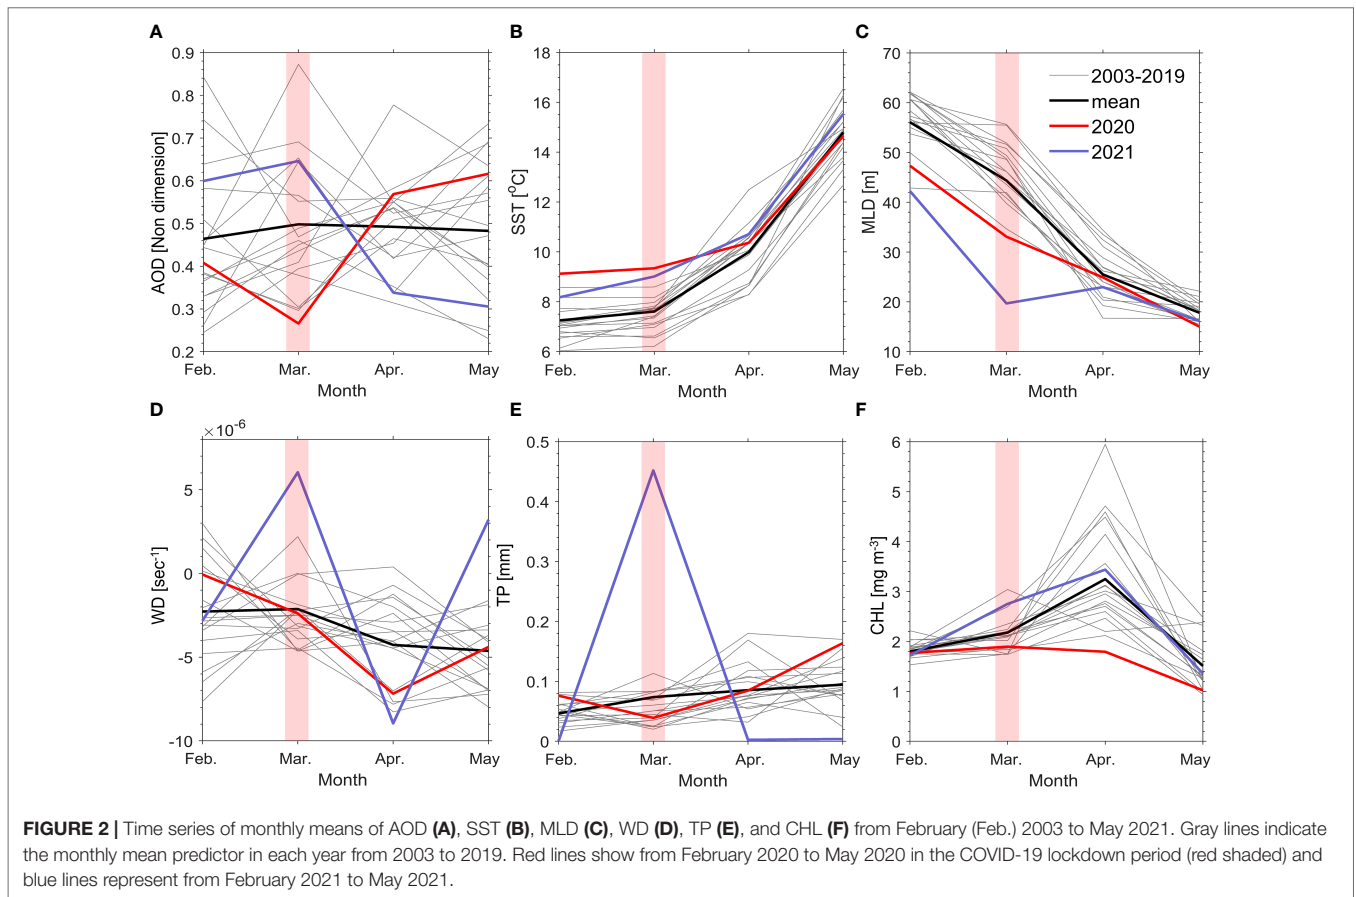 A
0.9
0.8
0.7
0.6
0.5
0.4
0.3
0.2
AOD [Non dimension]
Feb.
Mar.
Apr.
May
Month
B
18
16
14
12
10
8
6
SST [°C]
Feb.
Mar.
Apr.
May
Month
C
70
60
50
40
30
20
10
MLD [m]
2003-2019
mean
2020
2021
Feb.
Mar.
Apr.
May
Month
D
×10⁻⁶
5
0
-5
-10
WD [sec⁻¹]
Feb.
Mar.
Apr.
May
Month
E
0.5
0.4
0.3
0.2
0.1
0
TP [mm]
Feb.
Mar.
Apr.
May
Month
F
6
5
4
3
2
1
0
CHL [mg m⁻³]
Feb.
Mar.
Apr.
May
Month
FIGURE 2 | Time series of monthly means of AOD (A), SST (B), MLD (C), WD (D), TP (E), and CHL (F) from February (Feb.) 2003 to May 2021. Gray lines indicate
the monthly mean predictor in each year from 2003 to 2019. Red lines show from February 2020 to May 2020 in the COVID-19 lockdown period (red shaded) and
blue lines represent from February 2021 to May 2021.